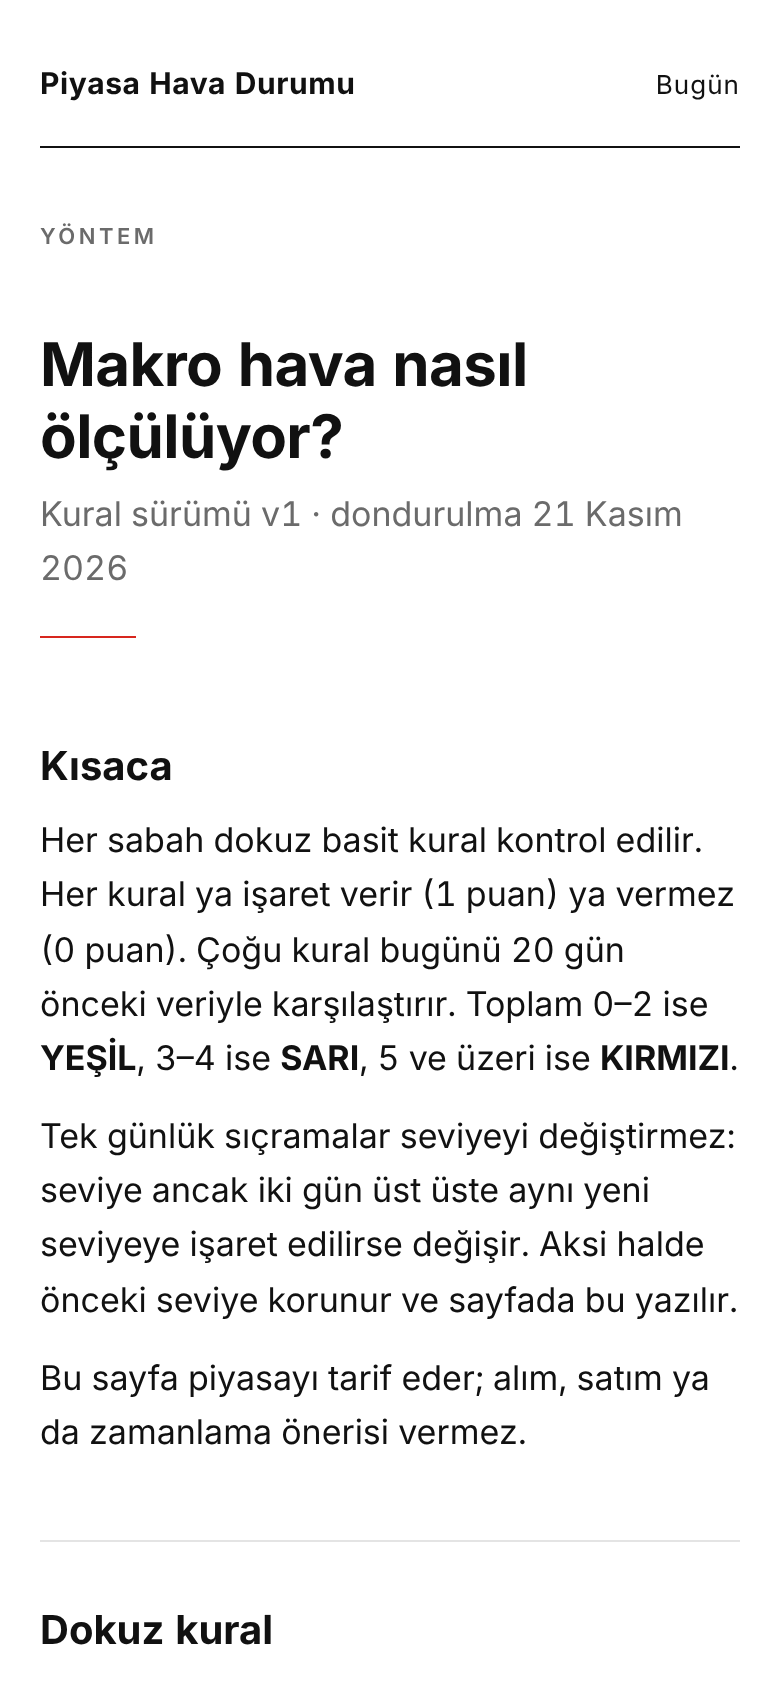 Piyasa Hava Durumu
Bugün
YÖNTEM
Makro hava nasıl
ölçülüyor?
Kural sürümü v1 · dondurulma 21 Kasım
2026
Kısaca
Her sabah dokuz basit kural kontrol edilir.
Her kural ya işaret verir (1 puan) ya vermez
(0 puan). Çoğu kural bugünü 20 gün
önceki veriyle karşılaştırır. Toplam 0–2 ise
YEŞİL, 3–4 ise SARI, 5 ve üzeri ise KIRMIZI.
Tek günlük sıçramalar seviyeyi değiştirmez:
seviye ancak iki gün üst üste aynı yeni
seviyeye işaret edilirse değişir. Aksi halde
önceki seviye korunur ve sayfada bu yazılır.
Bu sayfa piyasayı tarif eder; alım, satım ya
da zamanlama önerisi vermez.
Dokuz kural